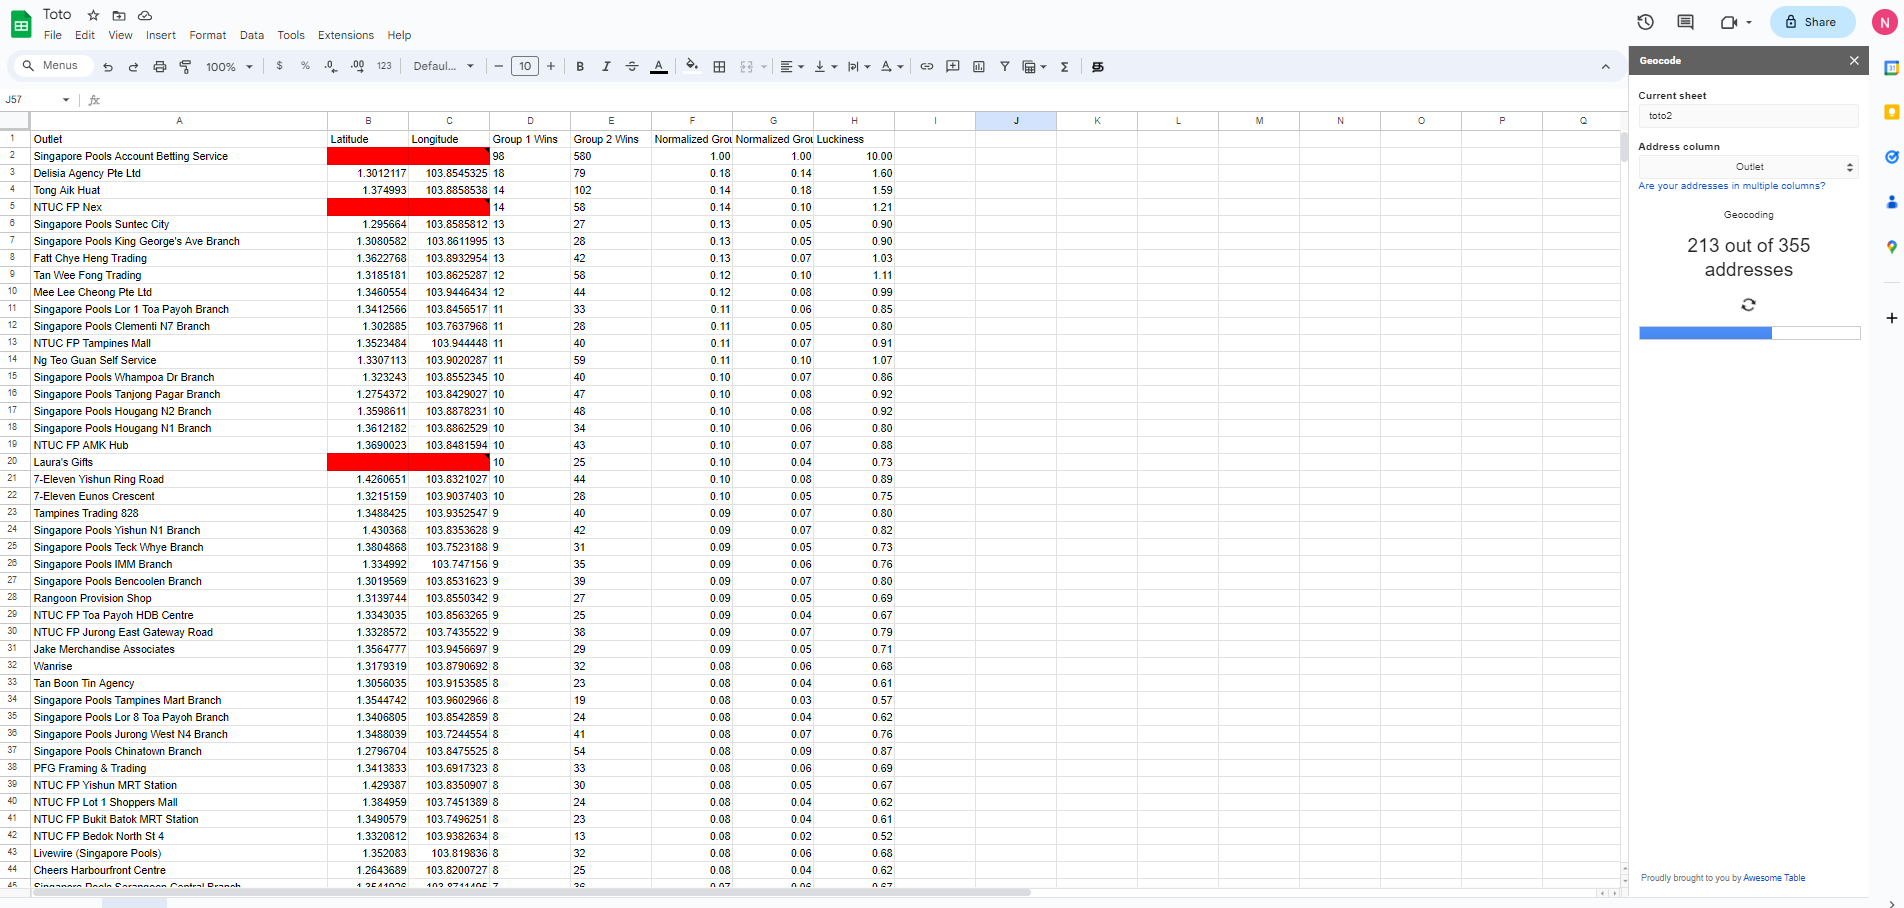 Toto
File Edit View Insert Format Data Tools Extensions Help
Share
N
Menus 100% $ % .0 .00 123 Defaul... 10 B I A
J57 fx
A B C D E F G H I J K L M N O P Q
1 Outlet Latitude Longitude Group 1 Wins Group 2 Wins Normalized Grou Normalized Grou Luckiness
2 Singapore Pools Account Betting Service 98 580 1.00 1.00 10.00
3 Delisia Agency Pte Ltd 1.3012117 103.8545325 18 79 0.18 0.14 1.60
4 Tong Aik Huat 1.374993 103.8858538 14 102 0.14 0.18 1.59
5 NTUC FP Nex 14 58 0.14 0.10 1.21
6 Singapore Pools Suntec City 1.295664 103.8585812 13 27 0.13 0.05 0.90
7 Singapore Pools King George's Ave Branch 1.3080582 103.8611995 13 28 0.13 0.05 0.90
8 Fatt Chye Heng Trading 1.3622768 103.8932954 13 42 0.13 0.07 1.03
9 Tan Wee Fong Trading 1.3185181 103.8625287 12 58 0.12 0.10 1.11
10 Mee Lee Cheong Pte Ltd 1.3460554 103.9446434 12 44 0.12 0.08 0.99
11 Singapore Pools Lor 1 Toa Payoh Branch 1.3412566 103.8456517 11 33 0.11 0.06 0.85
12 Singapore Pools Clementi N7 Branch 1.302885 103.7637968 11 28 0.11 0.05 0.80
13 NTUC FP Tampines Mall 1.3523484 103.944448 11 40 0.11 0.07 0.91
14 Ng Teo Guan Self Service 1.3307113 103.9020287 11 59 0.11 0.10 1.07
15 Singapore Pools Whampoa Dr Branch 1.323243 103.8552345 10 40 0.10 0.07 0.86
16 Singapore Pools Tanjong Pagar Branch 1.2754372 103.8429027 10 47 0.10 0.08 0.92
17 Singapore Pools Hougang N2 Branch 1.3598611 103.8878231 10 48 0.10 0.08 0.92
18 Singapore Pools Hougang N1 Branch 1.3612182 103.8862529 10 34 0.10 0.06 0.80
19 NTUC FP AMK Hub 1.3690023 103.8481594 10 43 0.10 0.07 0.88
20 Laura's Gifts 10 25 0.10 0.04 0.73
21 7-Eleven Yishun Ring Road 1.4260651 103.8321027 10 44 0.10 0.08 0.89
22 7-Eleven Eunos Crescent 1.3215159 103.9037403 10 28 0.10 0.05 0.75
23 Tampines Trading 828 1.3488425 103.9352547 9 40 0.09 0.07 0.80
24 Singapore Pools Yishun N1 Branch 1.430368 103.8353628 9 42 0.09 0.07 0.82
25 Singapore Pools Teck Whye Branch 1.3804868 103.7523188 9 31 0.09 0.05 0.73
26 Singapore Pools IMM Branch 1.334992 103.747156 9 35 0.09 0.06 0.76
27 Singapore Pools Bencoolen Branch 1.3019569 103.8531623 9 39 0.09 0.07 0.80
28 Rangoon Provision Shop 1.3139744 103.8550342 9 27 0.09 0.05 0.69
29 NTUC FP Toa Payoh HDB Centre 1.3343035 103.8563265 9 25 0.09 0.04 0.67
30 NTUC FP Jurong East Gateway Road 1.3328572 103.7435522 9 38 0.09 0.07 0.79
31 Jake Merchandise Associates 1.3564777 103.9456697 9 29 0.09 0.05 0.71
32 Wanrise 1.3179319 103.8790692 8 32 0.08 0.06 0.68
33 Tan Boon Tin Agency 1.3056035 103.9153585 8 23 0.08 0.04 0.61
34 Singapore Pools Tampines Mart Branch 1.3544742 103.9602966 8 19 0.08 0.03 0.57
35 Singapore Pools Lor 8 Toa Payoh Branch 1.3406805 103.8542859 8 24 0.08 0.04 0.62
36 Singapore Pools Jurong West N4 Branch 1.3488039 103.7244554 8 41 0.08 0.07 0.76
37 Singapore Pools Chinatown Branch 1.2796704 103.8475525 8 54 0.08 0.09 0.87
38 PFG Framing & Trading 1.3413833 103.6917323 8 33 0.08 0.06 0.69
39 NTUC FP Yishun MRT Station 1.429387 103.8350907 8 30 0.08 0.05 0.67
40 NTUC FP Lot 1 Shoppers Mall 1.384959 103.7451389 8 24 0.08 0.04 0.62
41 NTUC FP Bukit Batok MRT Station 1.3490579 103.7496251 8 23 0.08 0.04 0.61
42 NTUC FP Bedok North St 4 1.3320812 103.9382634 8 13 0.08 0.02 0.52
43 Livewire (Singapore Pools) 1.352083 103.819836 8 32 0.08 0.06 0.68
44 Cheers Harbourfront Centre 1.2643689 103.8200727 8 25 0.08 0.04 0.62
45 Singapore Pools Serangoon Central Branch 7 36 0.07 0.06 0.67
Geocode
Current sheet
toto2
Address column
Outlet
Are your addresses in multiple columns?
Geocoding
213 out of 355
addresses
Proudly brought to you by Awesome Table
31